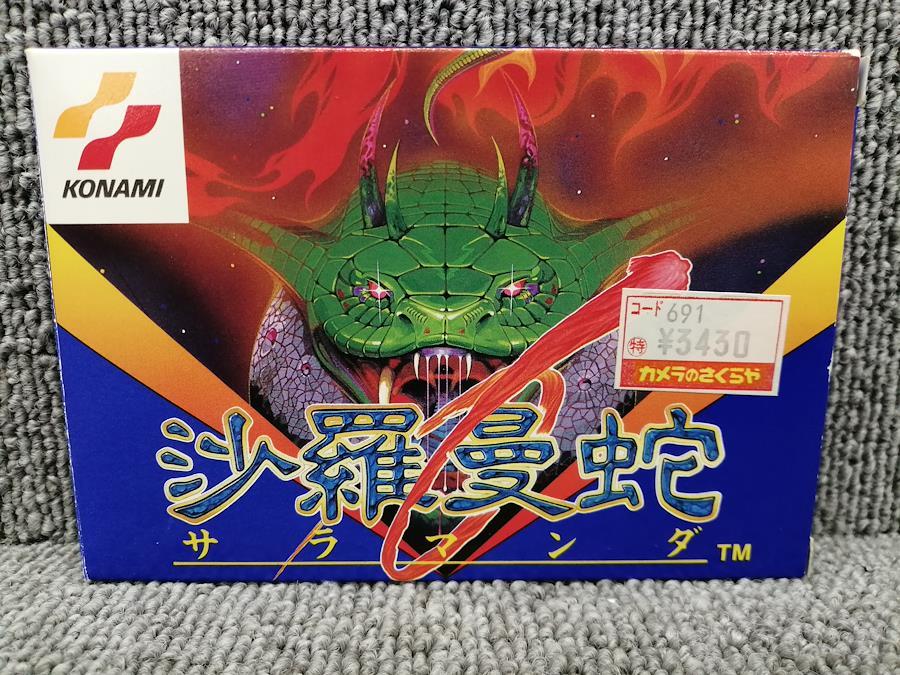 KONAMI
コード 691
特 ¥3430
カメラのさくらや
沙羅曼蛇
サラマンダ TM